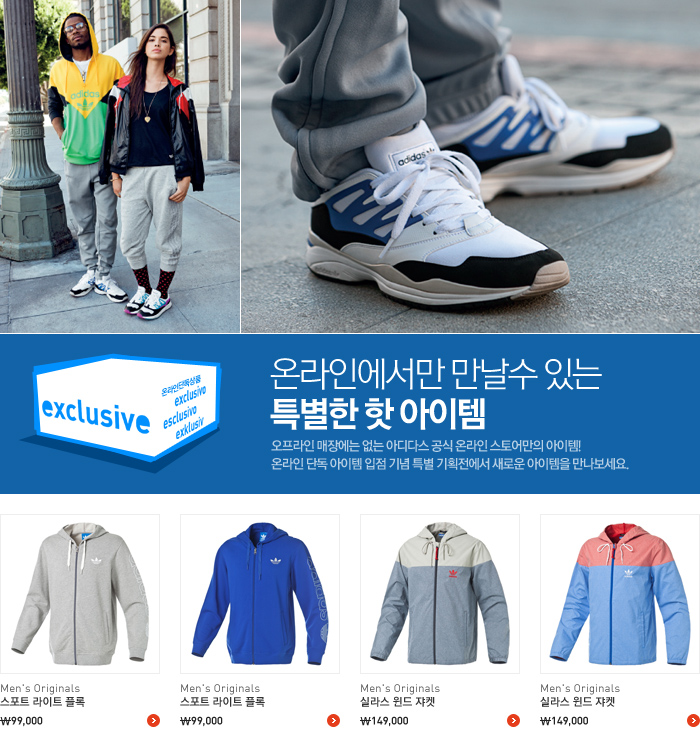 adidas
adidas
온라인에서만 만날수 있는
특별한 핫 아이템
오프라인 매장에는 없는 아디다스 공식 온라인 스토어만의 아이템!
온라인 단독 아이템 입점 기념 특별 기획전에서 새로운 아이템을 만나보세요.
exclusive
온라인단독상품
exclusivo
esclusivo
exklusiv
Men's Originals
스포트 라이트 플록
₩99,000
Men's Originals
스포트 라이트 플록
₩99,000
Men's Originals
실라스 윈드 쟈켓
₩149,000
Men's Originals
실라스 윈드 쟈켓
₩149,000